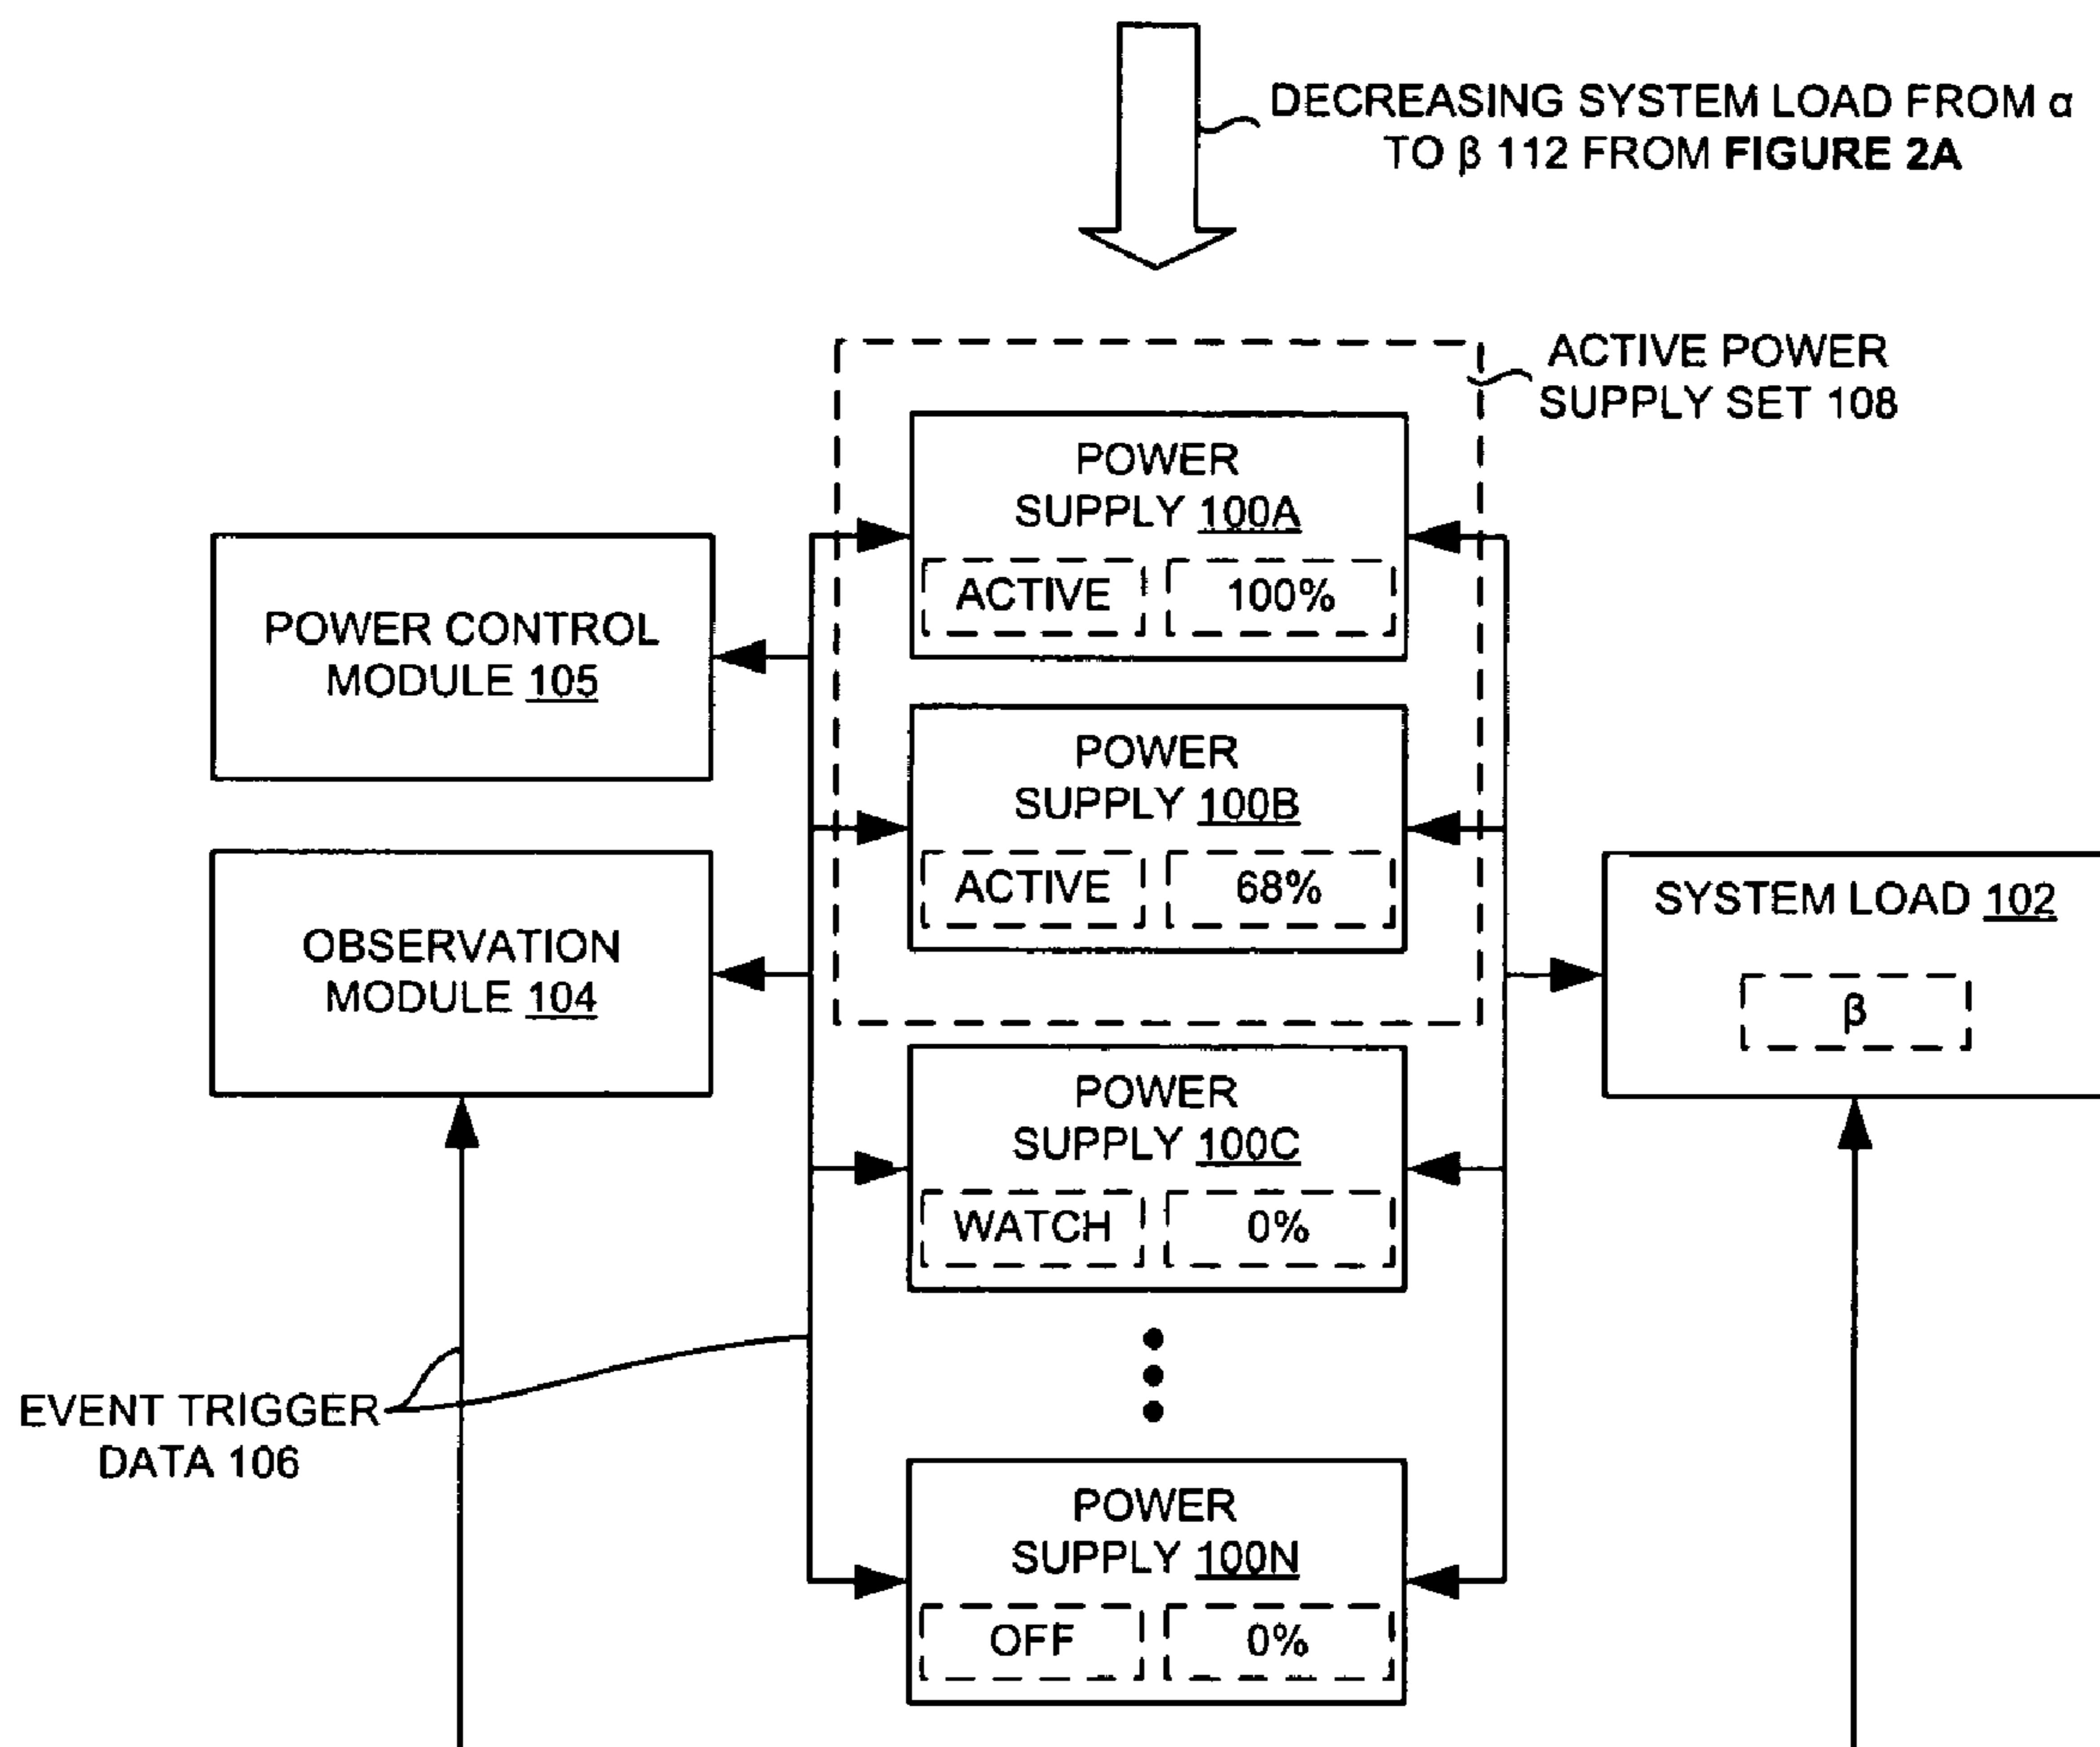 DECREASING SYSTEM LOAD FROM α
TO β 112 FROM FIGURE 2A
ACTIVE POWER
SUPPLY SET 108
POWER
SUPPLY 100A
ACTIVE
100%
POWER CONTROL
MODULE 105
POWER
SUPPLY 100B
ACTIVE
68%
OBSERVATION
MODULE 104
SYSTEM LOAD 102
β
POWER
SUPPLY 100C
WATCH
0%
EVENT TRIGGER
DATA 106
POWER
SUPPLY 100N
OFF
0%